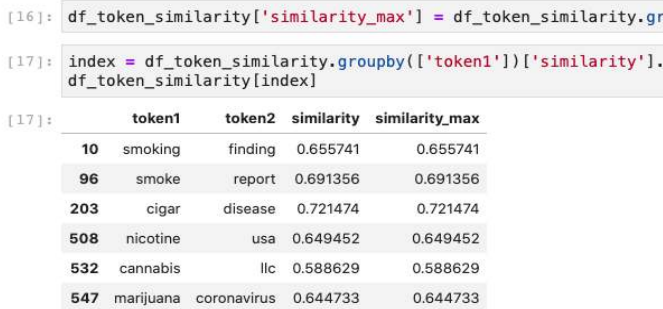 [16]: df_token_similarity['similarity_max'] = df_token_similarity.gr
[17]: index = df_token_similarity.groupby(['token1'])['similarity'].
df_token_similarity[index]
[17]: token1 token2 similarity similarity_max
10 smoking finding 0.655741 0.655741
96 smoke report 0.691356 0.691356
203 cigar disease 0.721474 0.721474
508 nicotine usa 0.649452 0.649452
532 cannabis llc 0.588629 0.588629
547 marijuana coronavirus 0.644733 0.644733